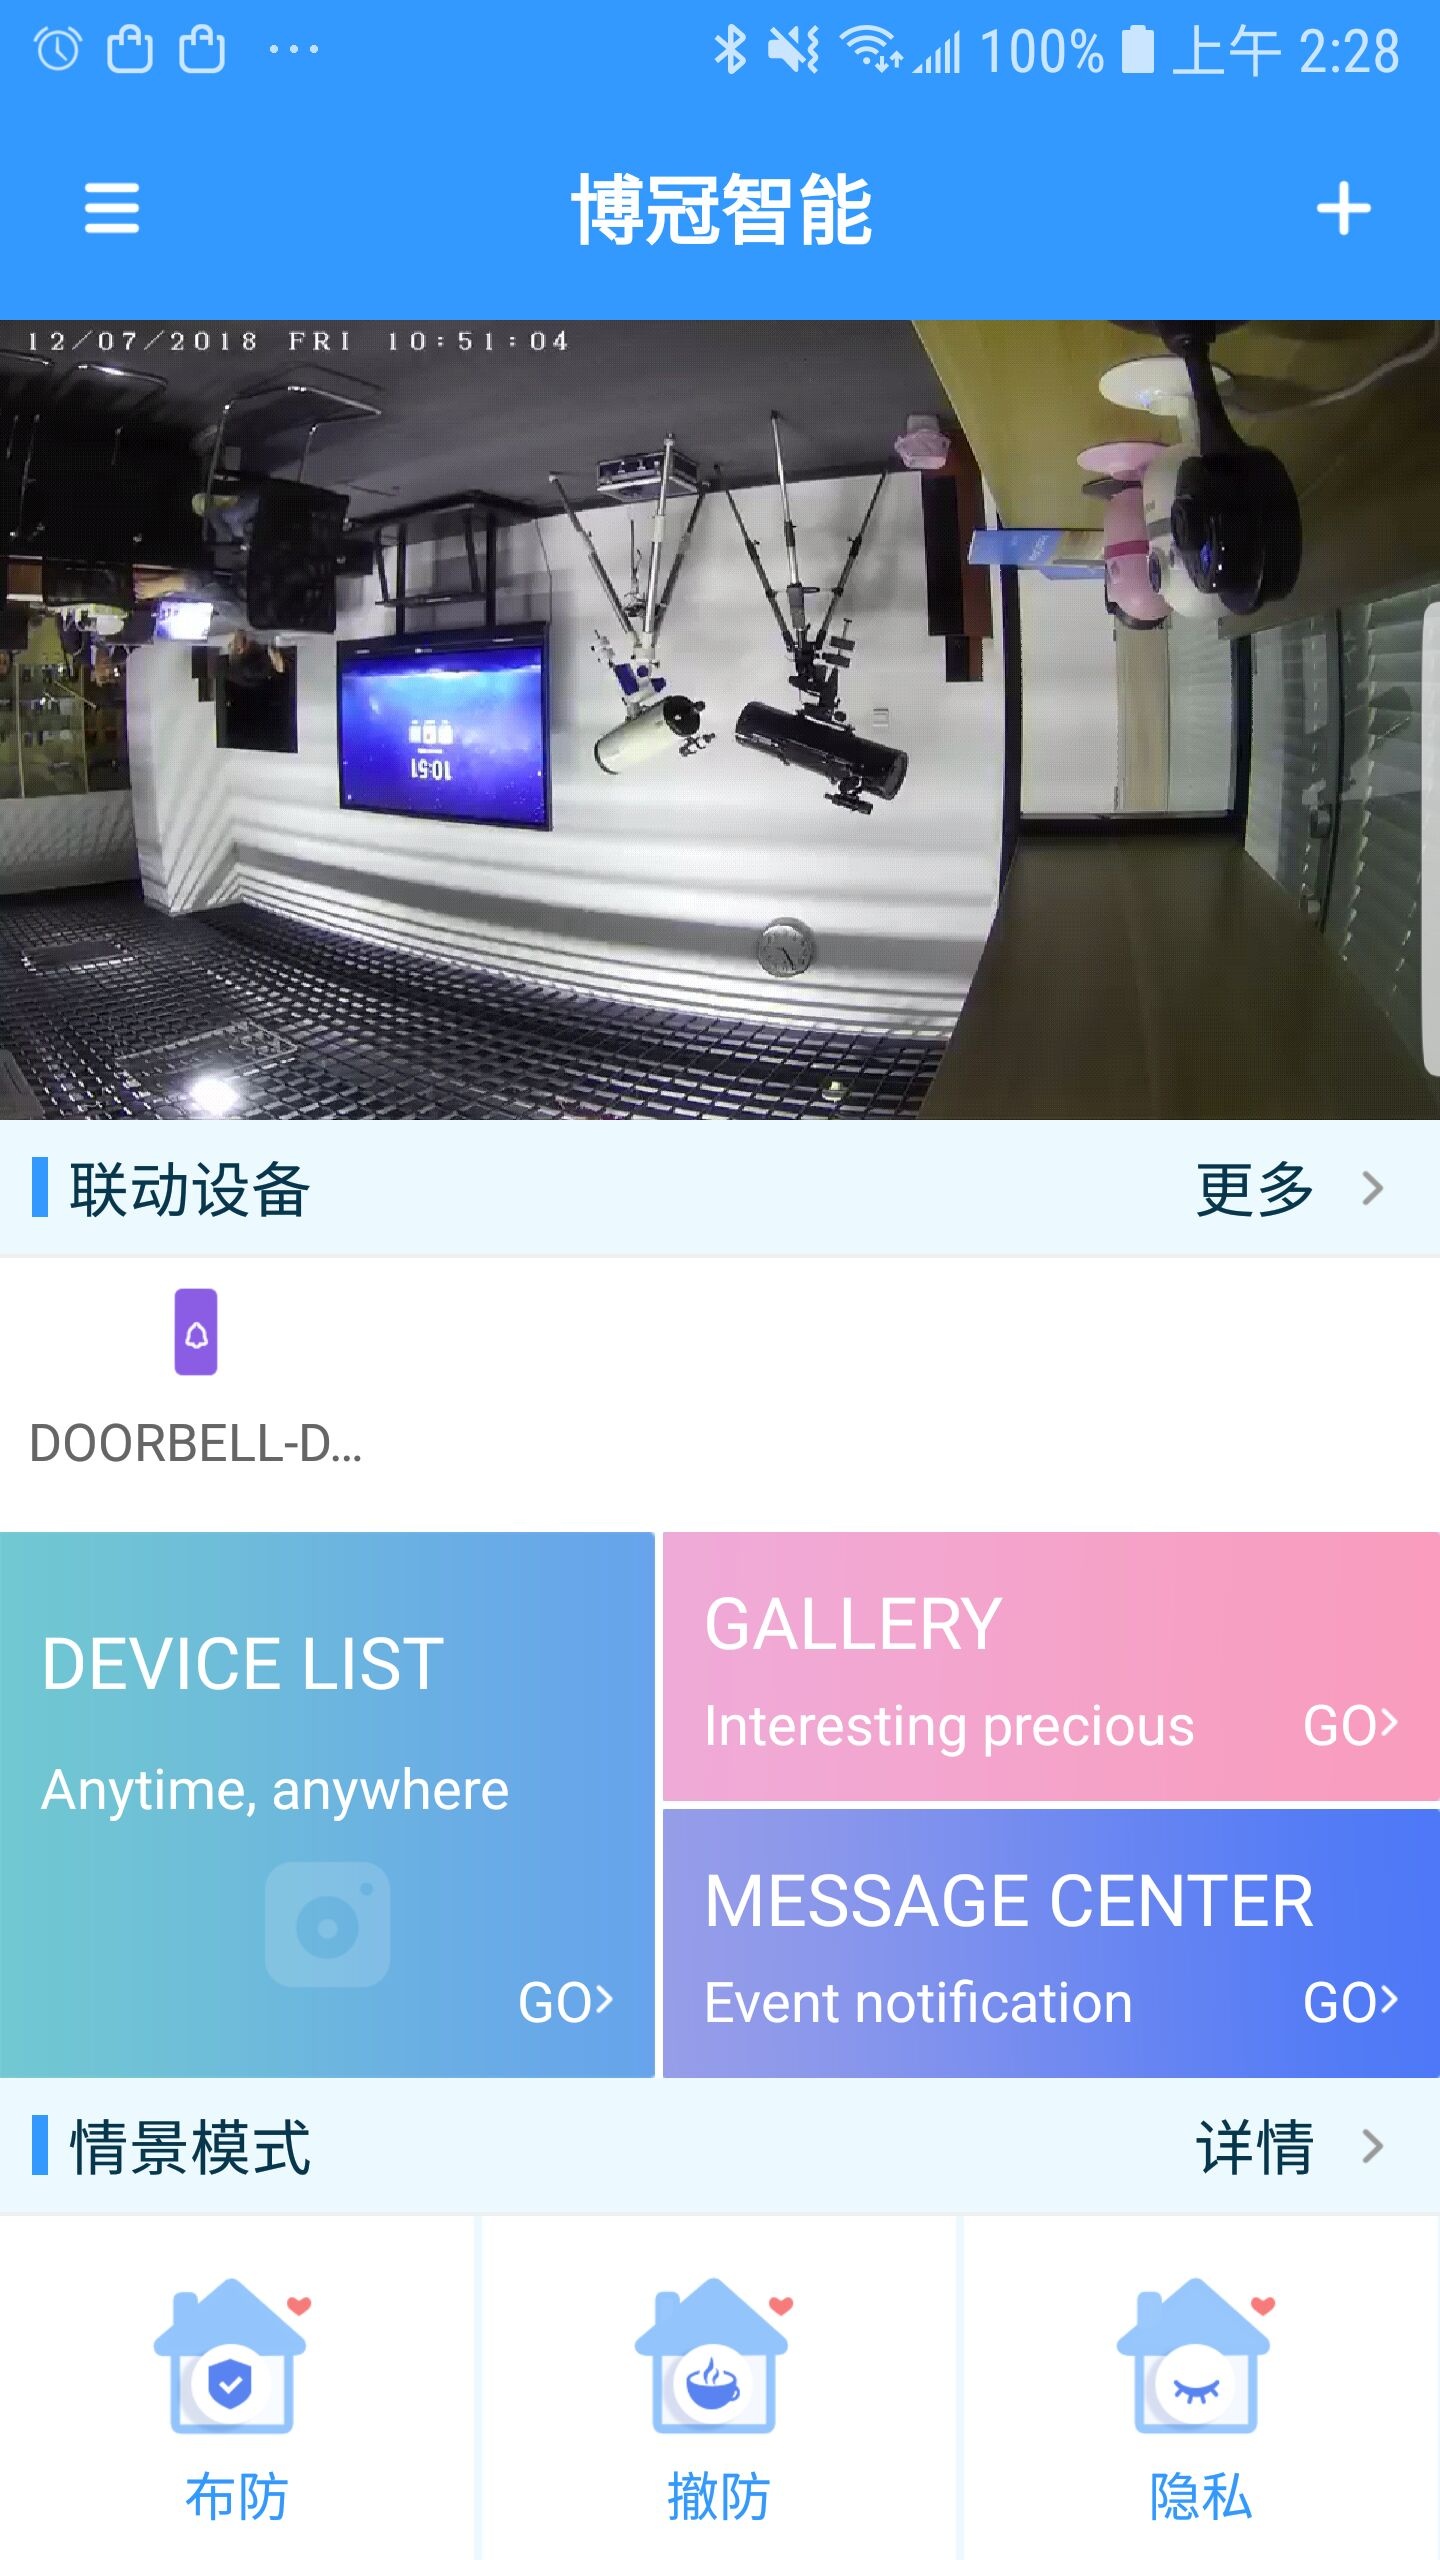 100% 上午 2:28
博冠智能
12/07/2018 FRI 10:51:04
10:51
联动设备
更多
DOORBELL-D...
DEVICE LIST
Anytime, anywhere
GO
GALLERY
Interesting precious
GO
MESSAGE CENTER
Event notification
GO
情景模式
详情
布防
撤防
隐私